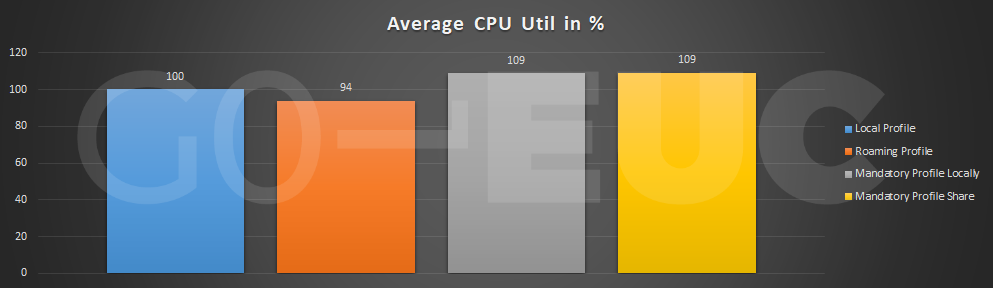 Average CPU Util in %
120
100
80
60
40
20
0
100
94
109
109
Local Profile
Roaming Profile
Mandatory Profile Locally
Mandatory Profile Share
GO-EUC